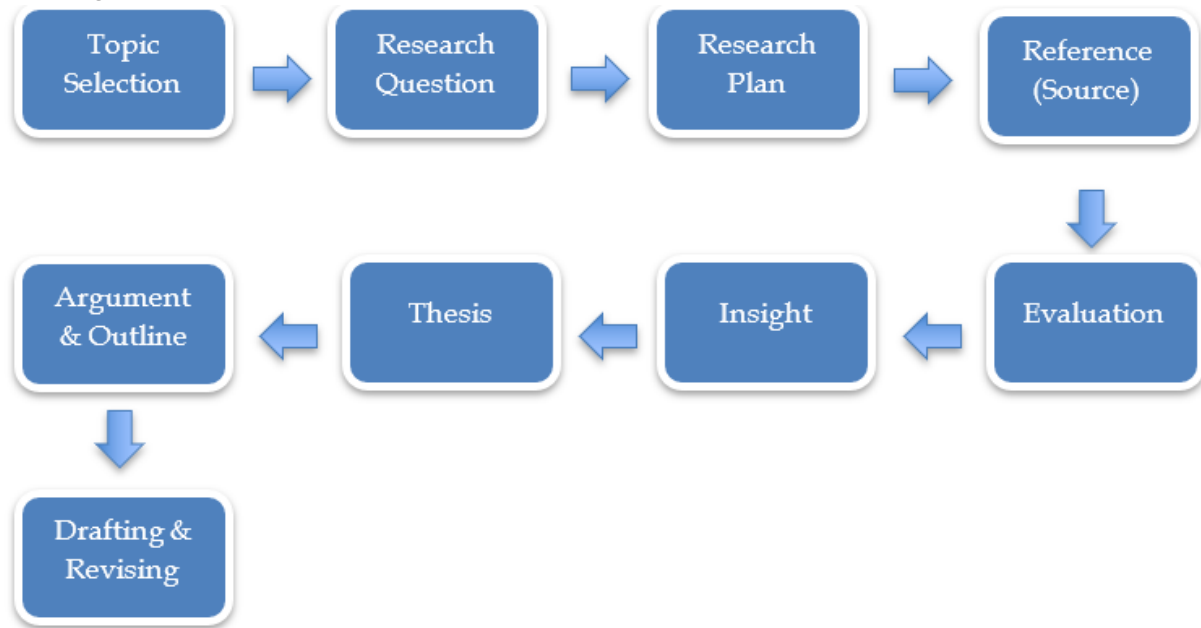 Topic
Selection
Research
Question
Research
Plan
Reference
(Source)
Evaluation
Insight
Thesis
Argument
& Outline
Drafting &
Revising